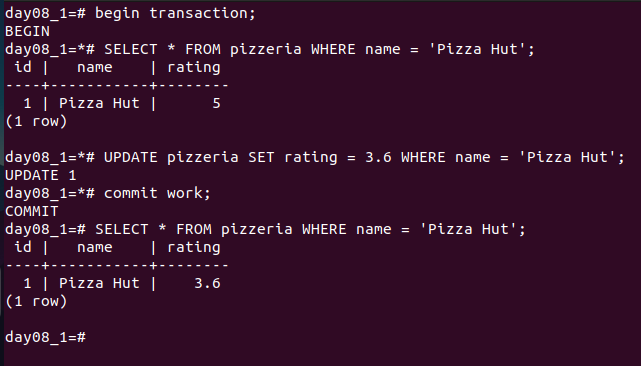 day08_1=# begin transaction;
BEGIN
day08_1=*# SELECT * FROM pizzeria WHERE name = 'Pizza Hut';
 id |   name    | rating
----+-----------+--------
  1 | Pizza Hut |      5
(1 row)

day08_1=*# UPDATE pizzeria SET rating = 3.6 WHERE name = 'Pizza Hut';
UPDATE 1
day08_1=*# commit work;
COMMIT
day08_1=# SELECT * FROM pizzeria WHERE name = 'Pizza Hut';
 id |   name    | rating
----+-----------+--------
  1 | Pizza Hut |    3.6
(1 row)

day08_1=#